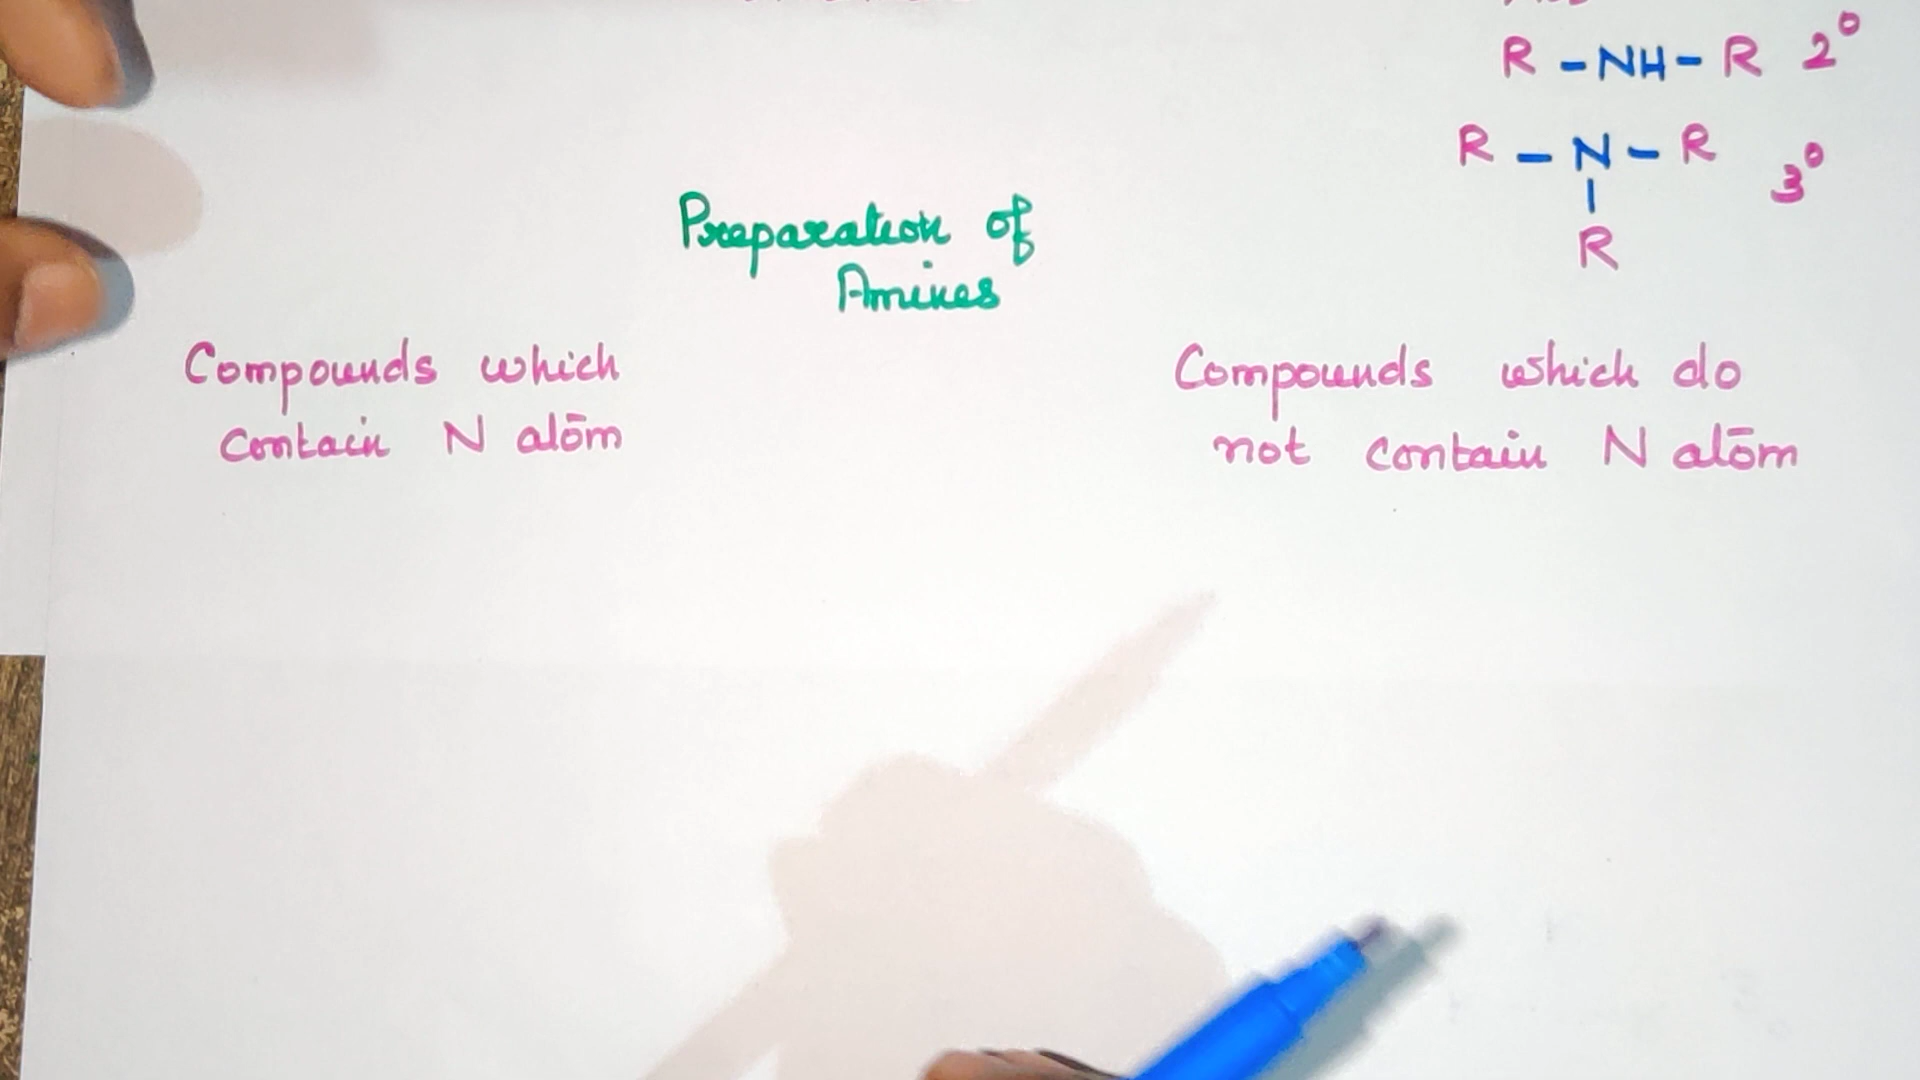 R - NH - R 2°
R - N - R 3°
|
R
Preparation of
Amines
Compounds which
contain N atom
Compounds which do
not contain N atom